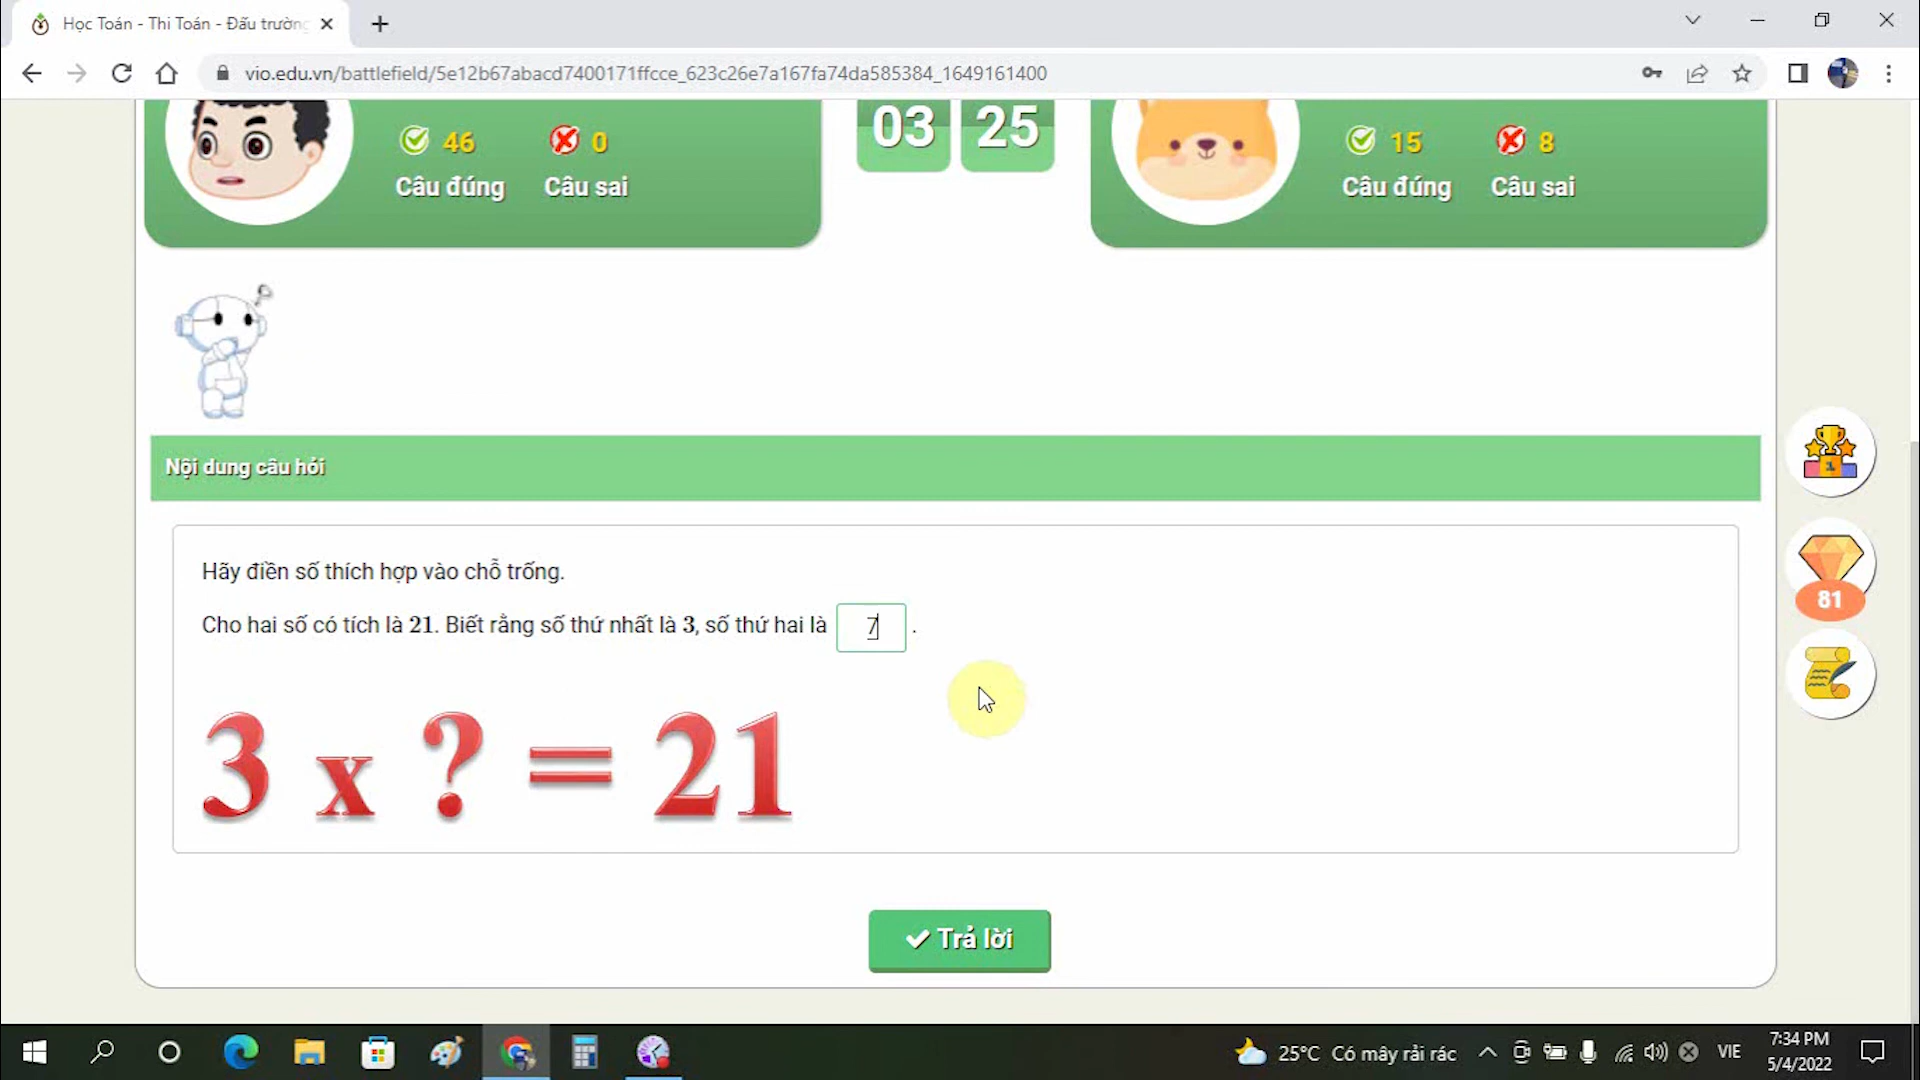 Học Toán - Thi Toán - Đấu trường
vio.edu.vn/battlefield/5e12b67abacd7400171ffcce_623c26e7a167fa74da585384_1649161400
46 0
Câu đúng Câu sai
03 25
15 8
Câu đúng Câu sai
Nội dung câu hỏi
Hãy điền số thích hợp vào chỗ trống.
Cho hai số có tích là 21. Biết rằng số thứ nhất là 3, số thứ hai là 7 .
3 x ? = 21
Trả lời
1
81
25°C Có mây rải rác
VIE
7:34 PM
5/4/2022